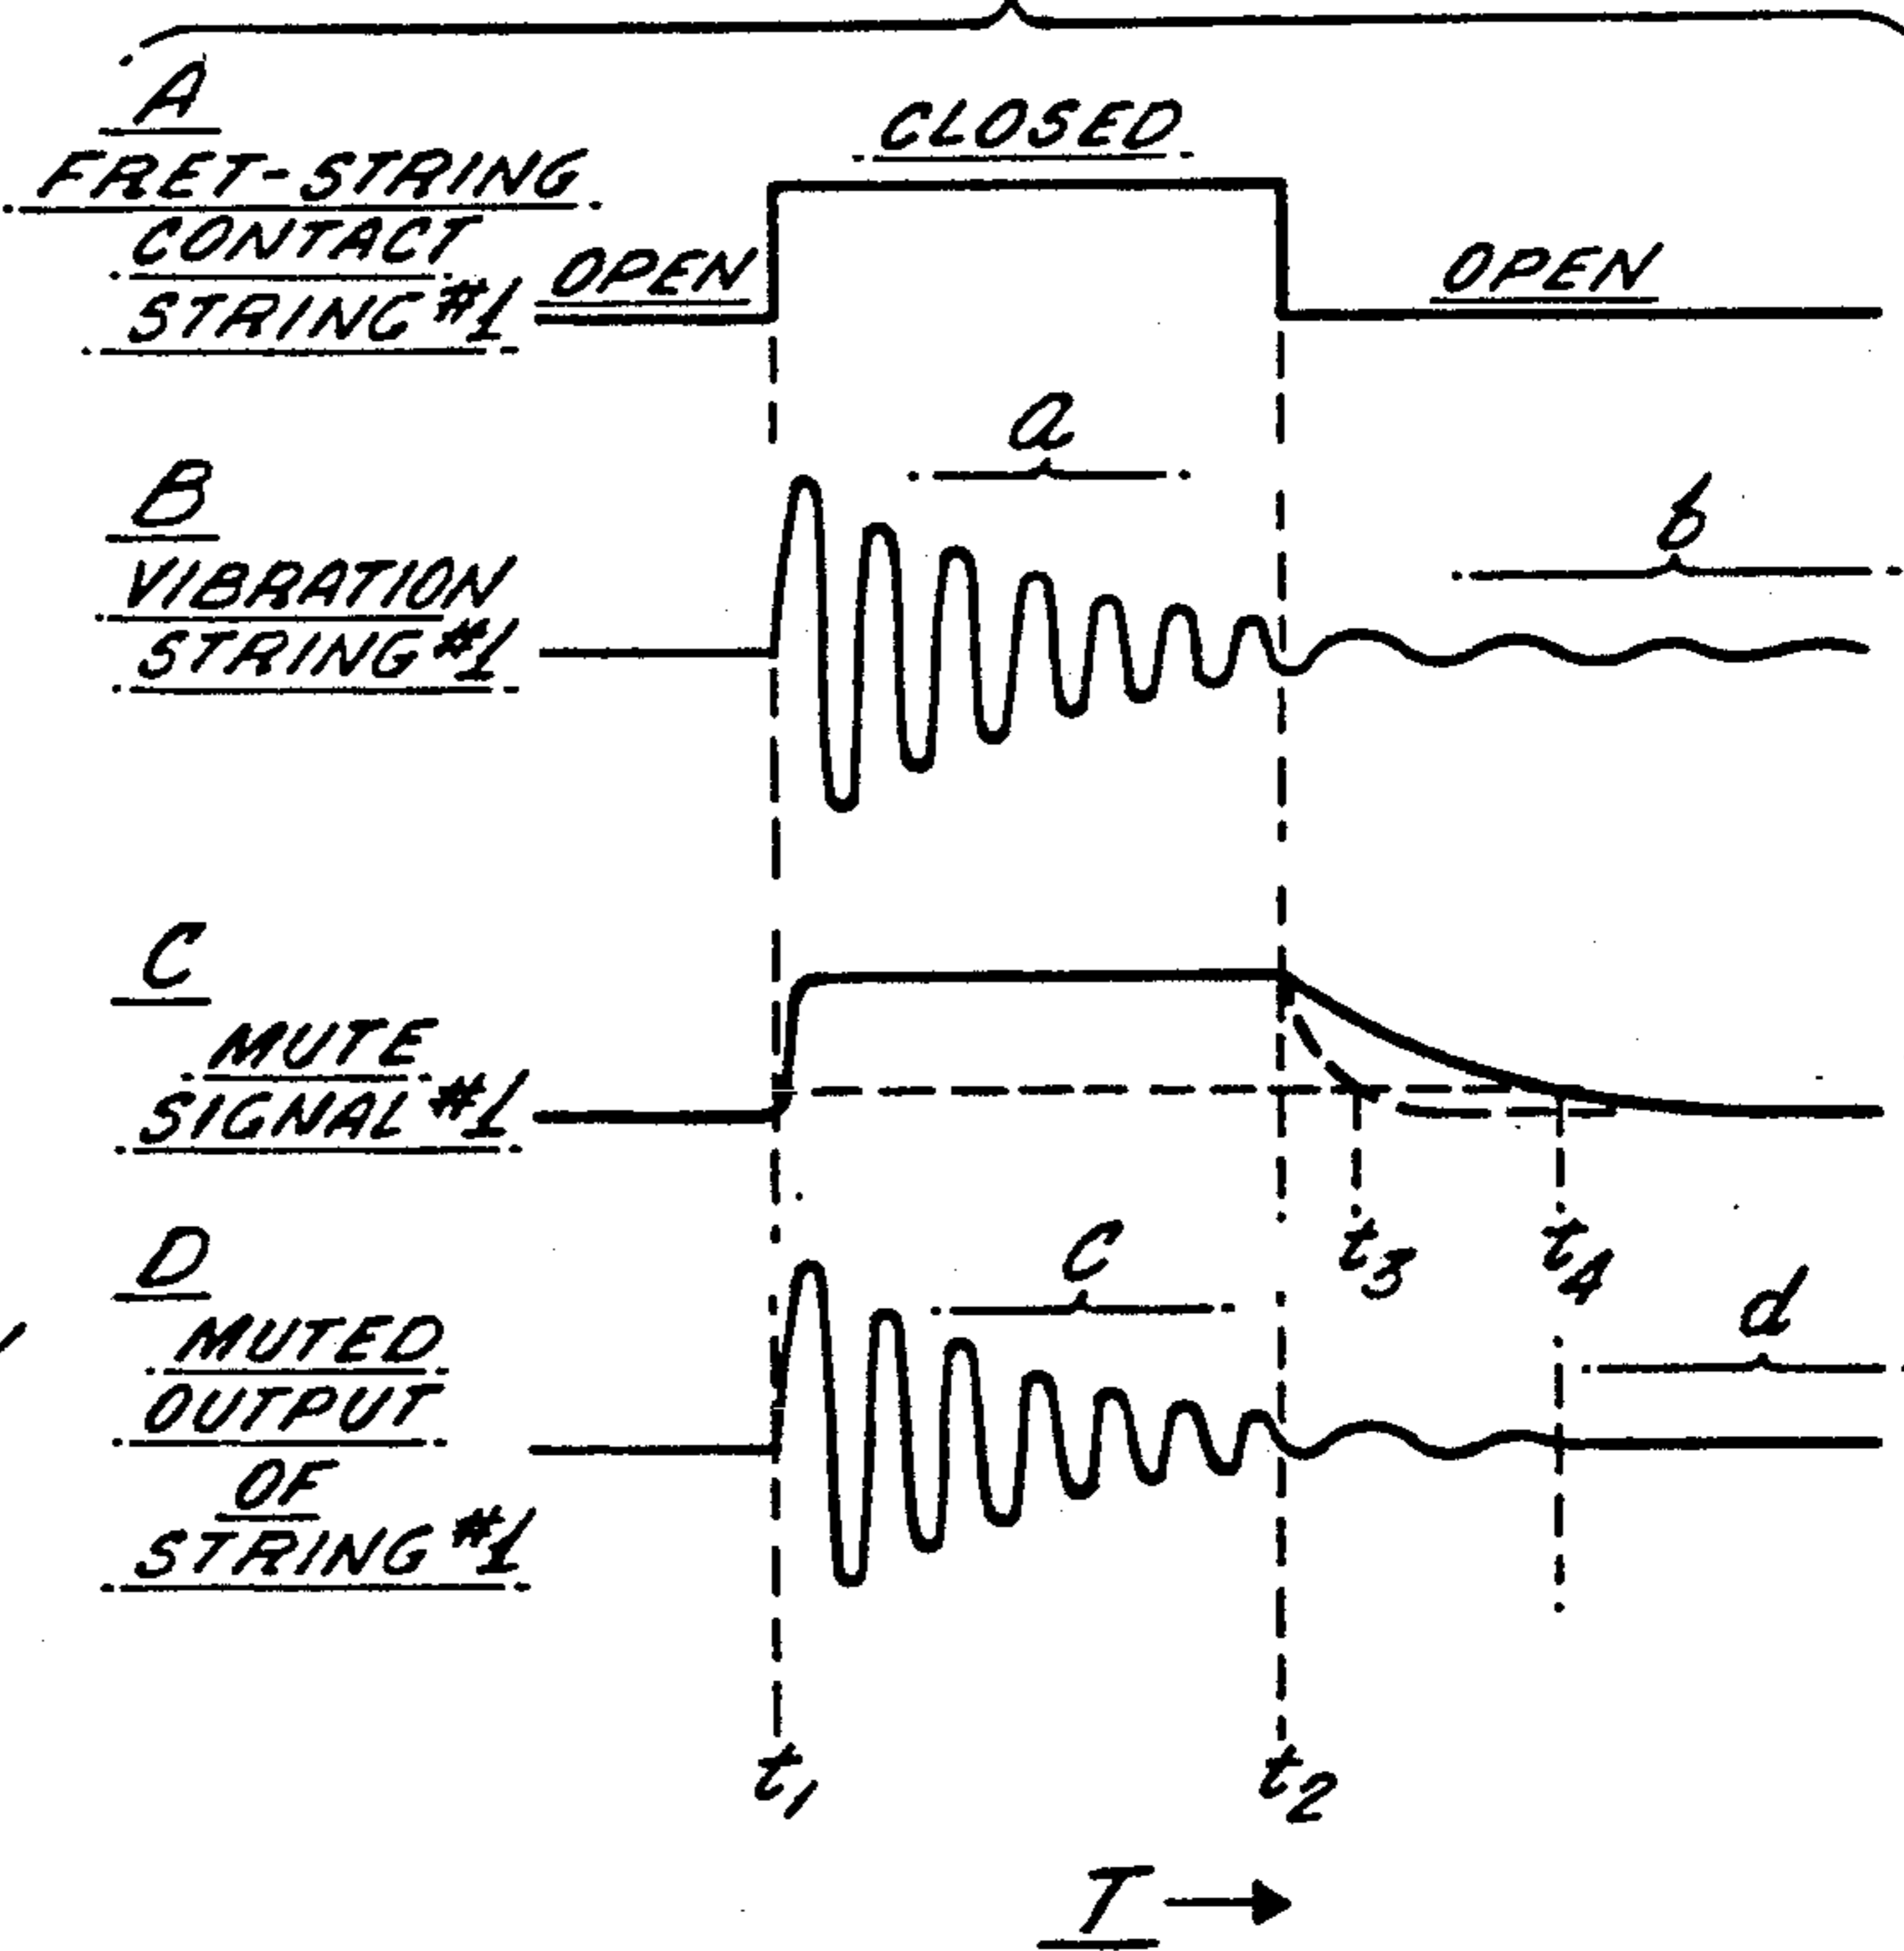 A
FRET-STRING
CONTACT
STRING #1
OPEN
CLOSED
OPEN
a
B
VIBRATION
STRING #1
b
C
MUTE
SIGNAL #1
t3
t4
D
MUTED
OUTPUT
OF
STRING #1
c
d
t1
t2
T